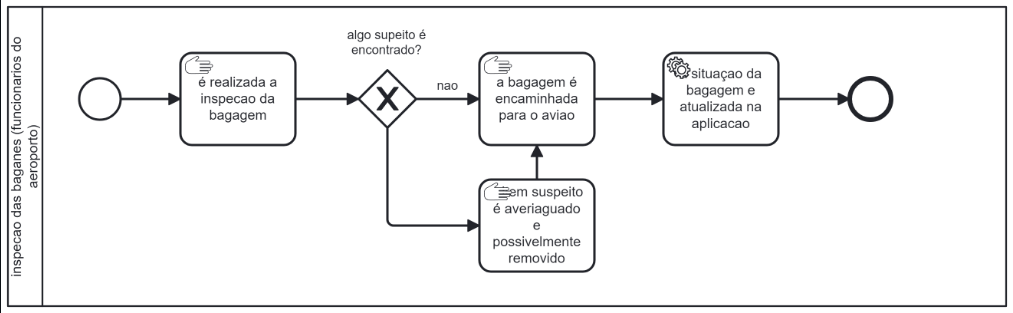 inspecao das baganes (funcionarios do
aeroporto)
é realizada a
inspecao da
bagagem
algo supeito é
encontrado?
nao
a bagagem é
encaminhada
para o aviao
situaçao da
bagagem e
atualizada na
aplicacao
suspeito
é averiaguado
e
possivelmente
removido